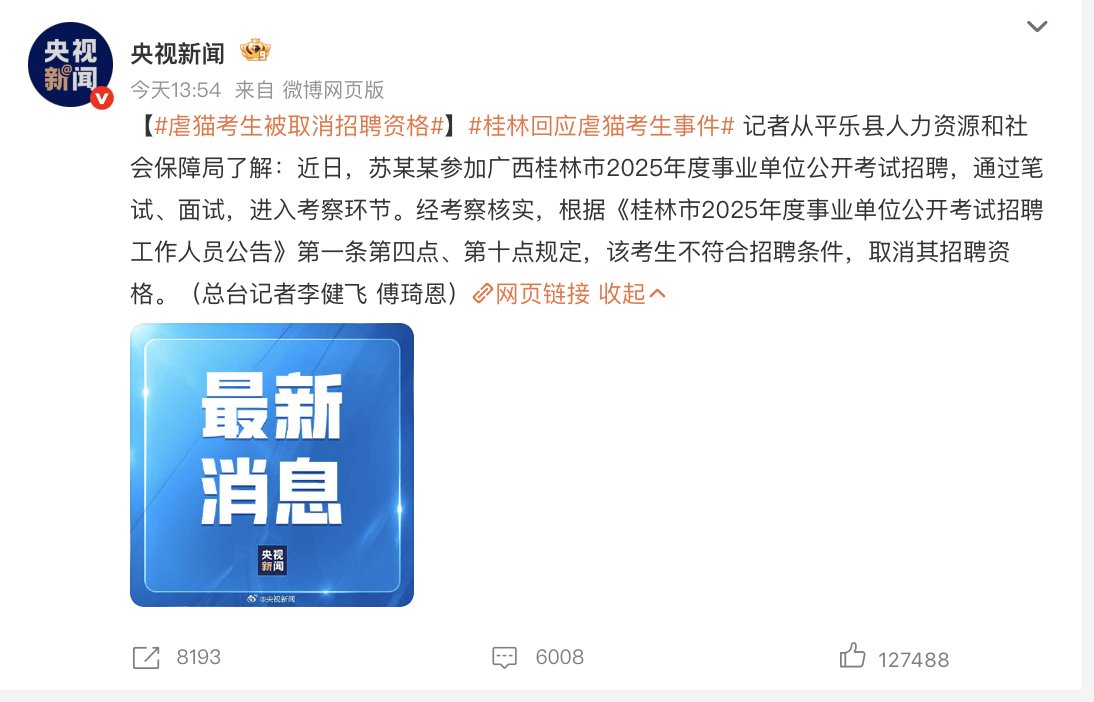 央视
新闻
央视新闻
今天13:54 来自 微博网页版
【#虐猫考生被取消招聘资格#】#桂林回应虐猫考生事件# 记者从平乐县人力资源和社
会保障局了解：近日，苏某某参加广西桂林市2025年度事业单位公开考试招聘，通过笔
试、面试，进入考察环节。经考察核实，根据《桂林市2025年度事业单位公开考试招聘
工作人员公告》第一条第四点、第十点规定，该考生不符合招聘条件，取消其招聘资
格。（总台记者李健飞 傅琦恩）网页链接 收起
最新
消息
央视
新闻
@央视新闻
8193
6008
127488